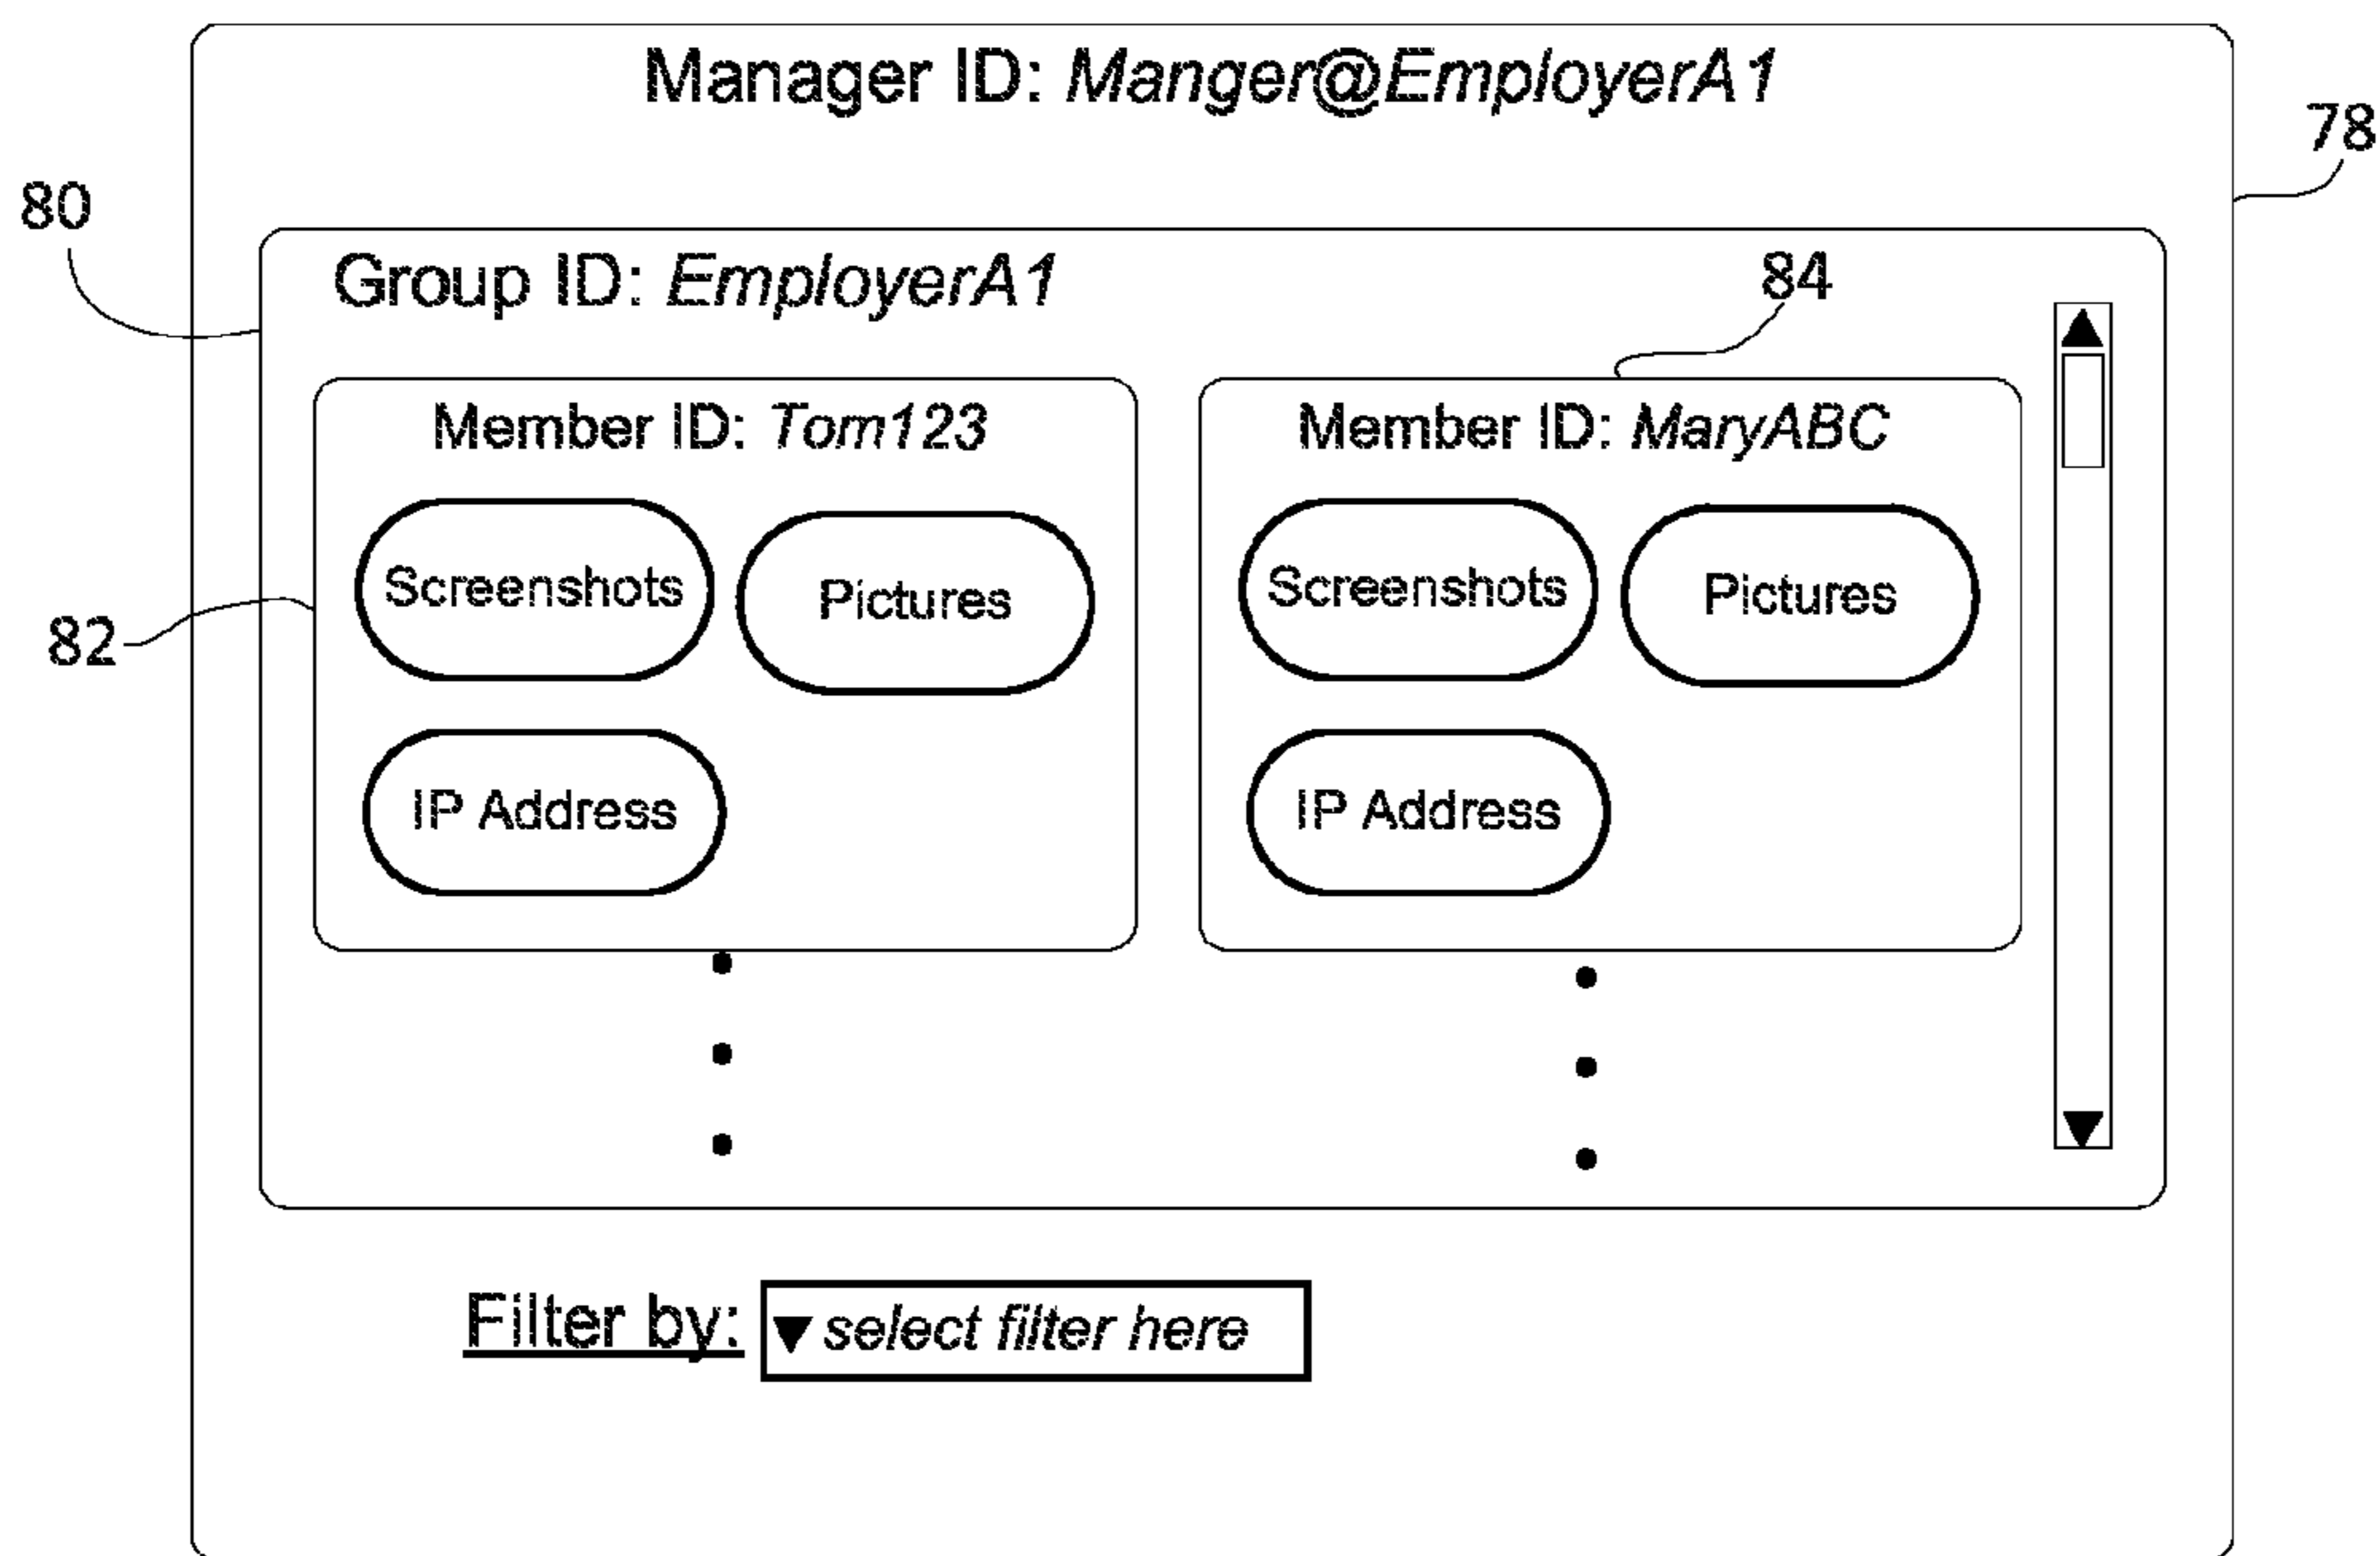 Manager ID: Manger@EmployerA1
78
80
Group ID: EmployerA1
84
Member ID: Tom123
Member ID: MaryABC
Screenshots
Pictures
Screenshots
Pictures
82
IP Address
IP Address
Filter by:
▼ select filter here